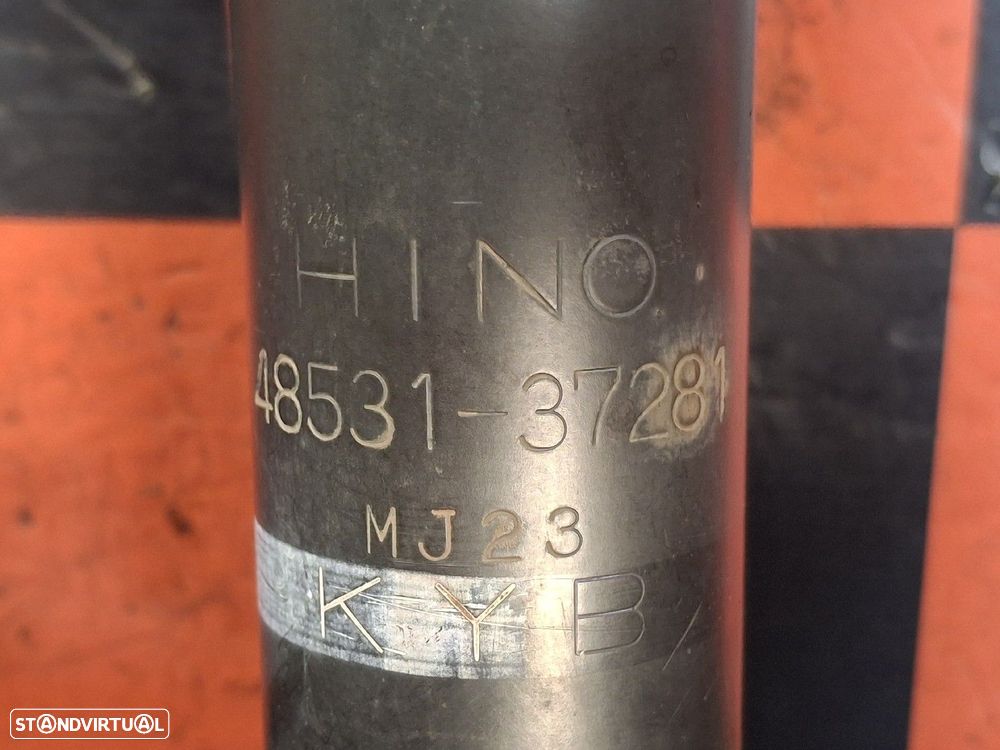 HINO
48531-37281
MJ23
KYB
STANDVIRTUAL